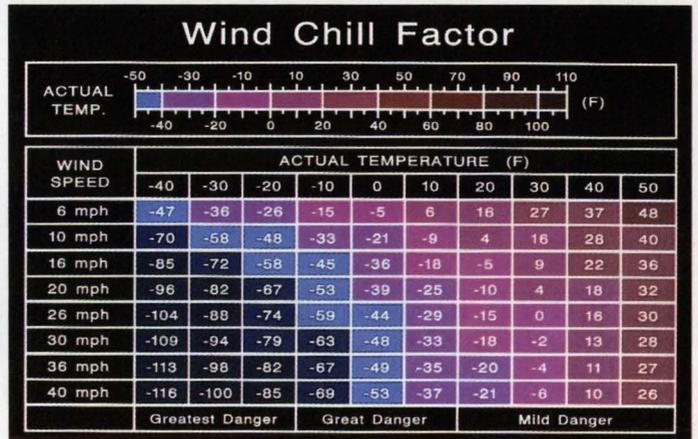 Wind Chill Factor
-50 -30 -10 10 30 50 70 90 110
ACTUAL TEMP. (F)
-40 -20 0 20 40 60 80 100
WIND SPEED
ACTUAL TEMPERATURE (F)
-40 -30 -20 -10 0 10 20 30 40 50
6 mph -47 -36 -26 -15 -5 6 16 27 37 48
10 mph -70 -58 -48 -33 -21 -9 4 16 28 40
16 mph -85 -72 -58 -45 -36 -18 -5 9 22 36
20 mph -96 -82 -67 -53 -39 -25 -10 4 18 32
26 mph -104 -88 -74 -59 -44 -29 -15 0 16 30
30 mph -109 -94 -79 -63 -48 -33 -18 -2 13 28
36 mph -113 -98 -82 -67 -49 -35 -20 -4 11 27
40 mph -116 -100 -85 -69 -53 -37 -21 -6 10 26
Greatest Danger Great Danger Mild Danger